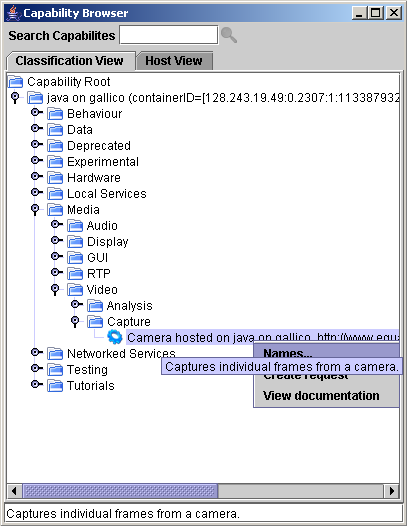 Capability Browser
Search Capabilites
Classification View Host View
Capability Root
java on gallico (containerID=[128.243.19.49:0.2307:1:113387932
Behaviour
Data
Deprecated
Experimental
Hardware
Local Services
Media
Audio
Display
GUI
RTP
Video
Analysis
Capture
Camera hosted on java on gallico, http://www.equa
Names...
Networked Services
Captures individual frames from a camera.
Testing
Create request
Tutorials
View documentation
Captures individual frames from a camera.